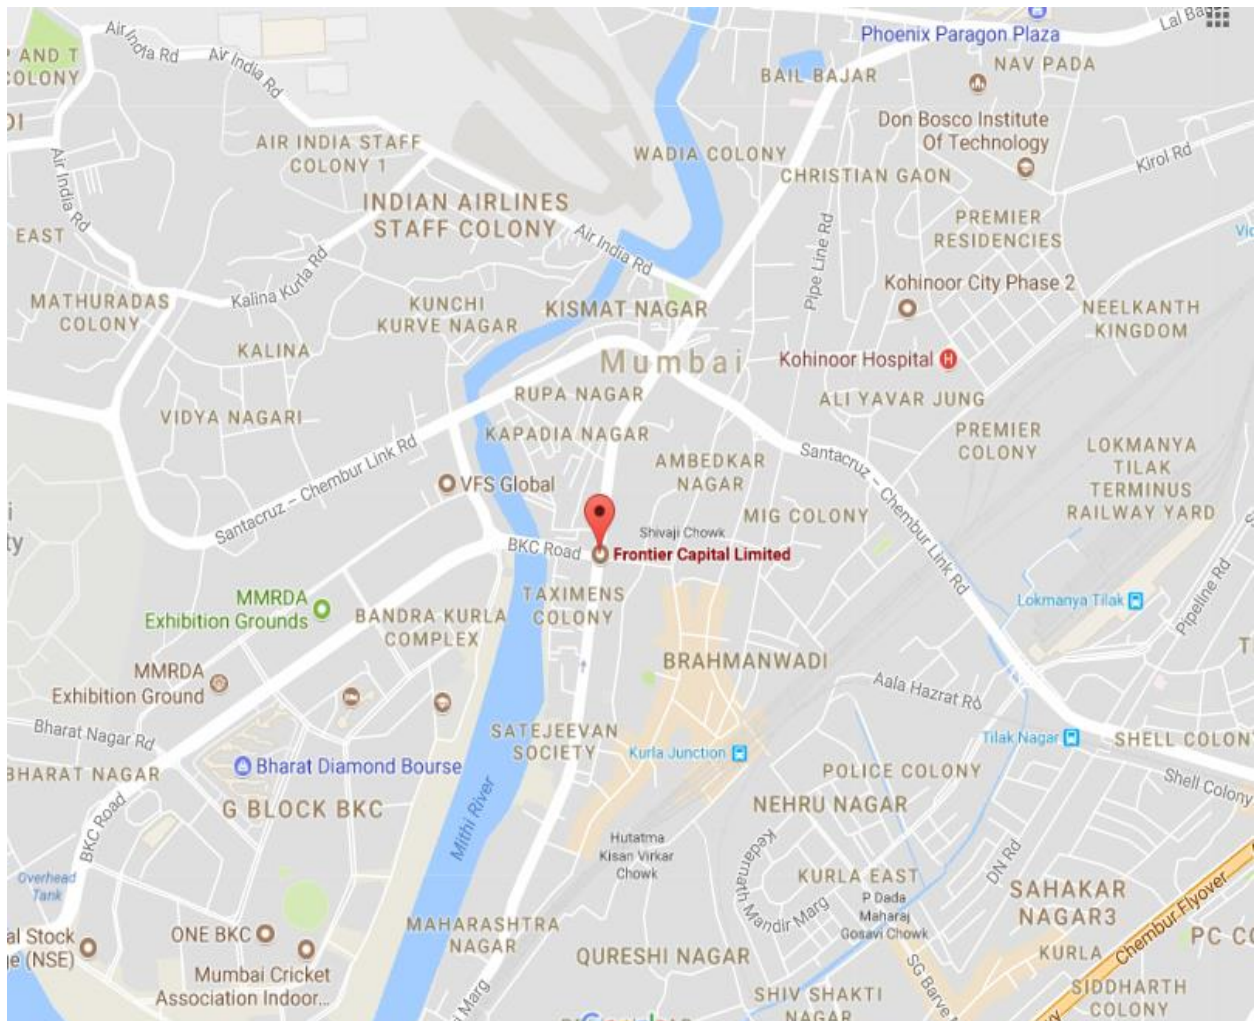 Phoenix Paragon Plaza
Air India Rd
Air India Rd
P AND T
COLONY
BAIL BAJAR
NAV PADA
Don Bosco Institute
Of Technology
AIR INDIA STAFF
COLONY 1
WADIA COLONY
Kirol Rd
CHRISTIAN GAON
Air India Rd
INDIAN AIRLINES
STAFF COLONY
PREMIER
RESIDENCIES
EAST
Air India Rd
Pipe Line Rd
Kalina Kurla Rd
Kohinoor City Phase 2
MATHURADAS
COLONY
KUNCHI
KURVE NAGAR
KISMAT NAGAR
NEELKANTH
KINGDOM
KALINA
Mumbai
Kohinoor Hospital
H
RUPA NAGAR
ALI YAVAR JUNG
VIDYA NAGARI
KAPADIA NAGAR
PREMIER
COLONY
Santacruz – Chembur Link Rd
AMBEDKAR
NAGAR
Santacruz – Chembur Link Rd
LOKMANYA
TILAK
TERMINUS
RAILWAY YARD
VFS Global
MIG COLONY
Shivaji Chowk
BKC Road
Frontier Capital Limited
MMRDA
Exhibition Grounds
TAXIMENS
COLONY
BANDRA KURLA
COMPLEX
Lokmanya Tilak
Pipeline Rd
MMRDA
Exhibition Ground
BRAHMANWADI
Aala Hazrat Rd
Bharat Nagar Rd
SATEJEEVAN
SOCIETY
Kurla Junction
Tilak Nagar
SHELL COLONY
BHARAT NAGAR
Bharat Diamond Bourse
POLICE COLONY
Shell Colony
G BLOCK BKC
NEHRU NAGAR
BKC Road
Mithi River
Hutatma
Kisan Virkar
Chowk
Kedarnath Mandir Marg
DN Rd
Overhead
Tank
KURLA EAST
SAHAKAR
NAGAR3
P Dada
Maharaj
Gosavi Chowk
Chembur Flyover
MAHARASHTRA
NAGAR
al Stock
ge (NSE)
ONE BKC
PC CO
QURESHI NAGAR
KURLA
Mumbai Cricket
Association Indoor...
SG Barve
SHIV SHAKTI
NAGAR
SIDDHARTH
COLONY
Marg